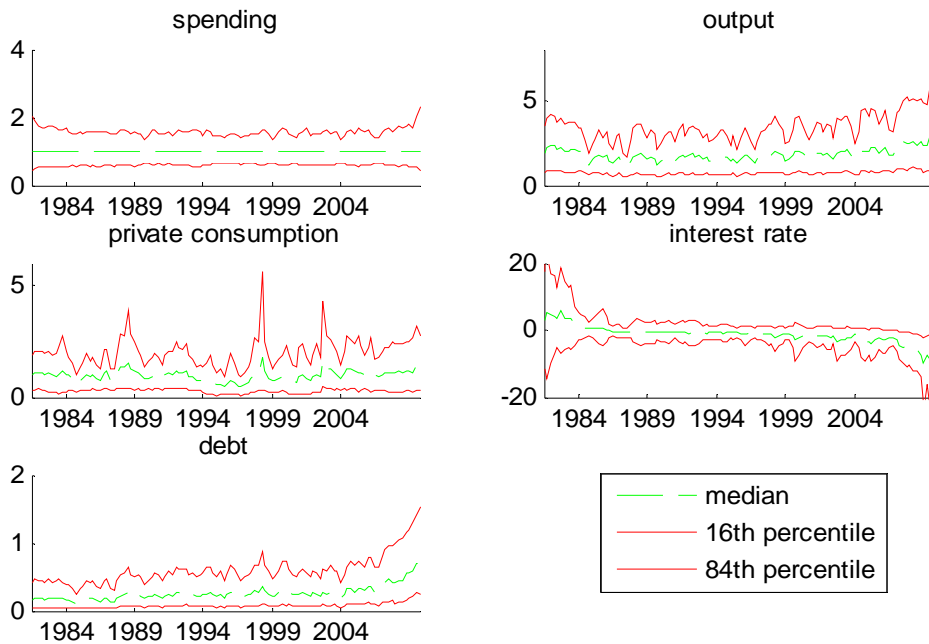 spending
4
2
0
1984 1989 1994 1999 2004
output
5
0
1984 1989 1994 1999 2004
private consumption
5
0
1984 1989 1994 1999 2004
interest rate
20
0
-20
1984 1989 1994 1999 2004
debt
2
1
0
1984 1989 1994 1999 2004
median
16th percentile
84th percentile